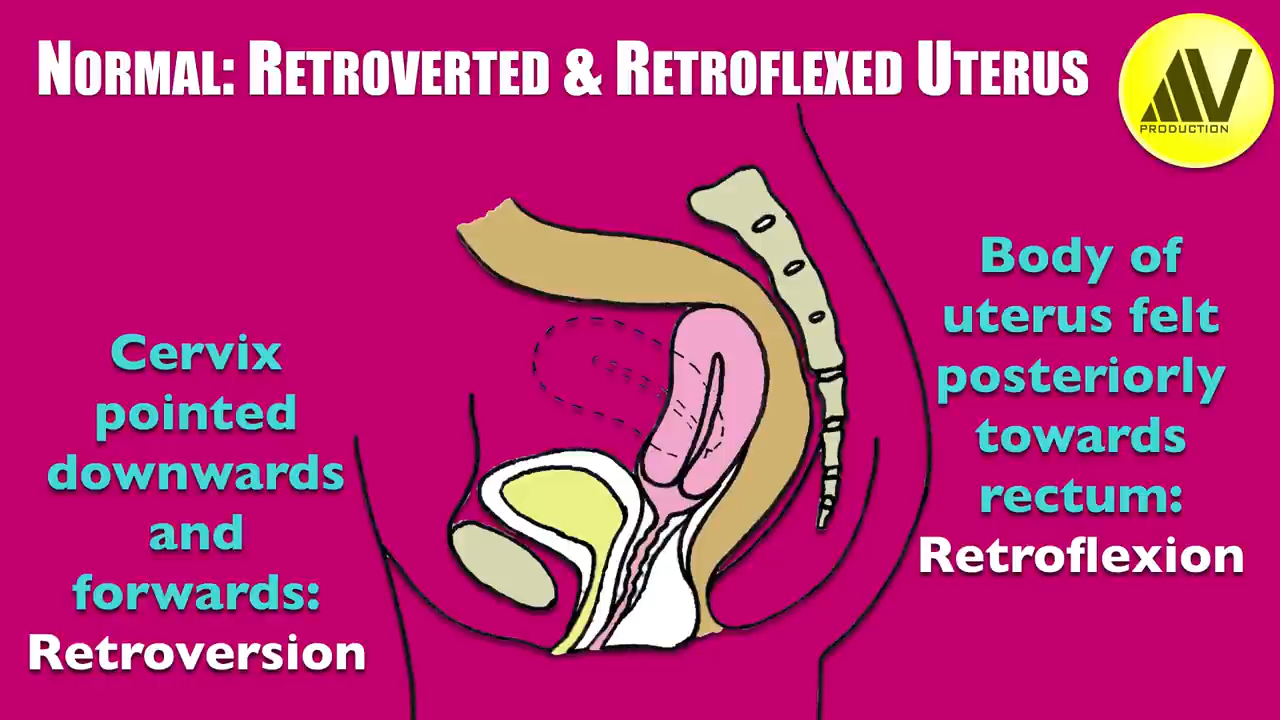 NORMAL: RETROVERTED & RETROFLEXED UTERUS
AV
PRODUCTION
Cervix
pointed
downwards
and
forwards:
Retroversion
Body of
uterus felt
posteriorly
towards
rectum:
Retroflexion